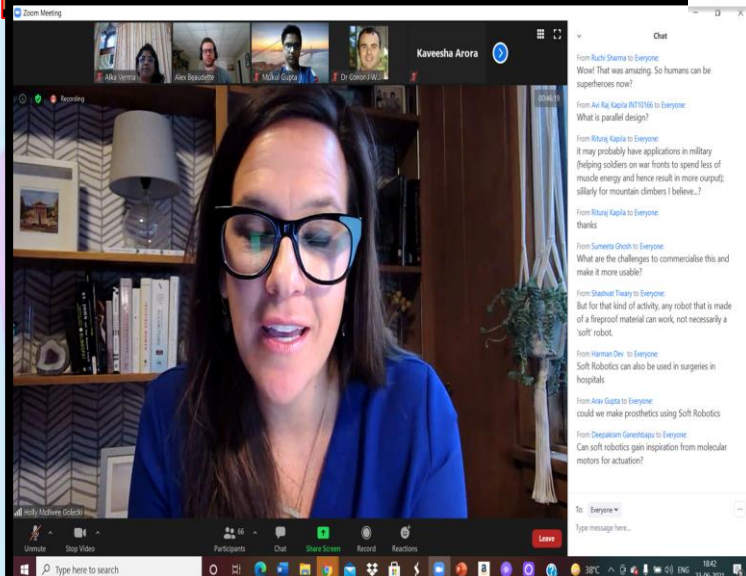 Zoom Meeting
Alka Verma
Alex Beaudette
Mukul Gupta
Dr Conor J W...
Kaveesha Arora
Recording
00:46:19
Holly McIlwee Golecki
Chat
From Ruchi Sharma to Everyone:
Wow! That was amazing. So humans can
be superheroes now?
From Avi Raj Kapila INT10166 to Everyone:
What is parallel design?
From Rituraj Kapila to Everyone:
it may probably have applications in military
(helping soldiers on war fronts to spend less of
muscle energy and hence result in more ourput);
sililarly for mountain climbers I believe...?
From Rituraj Kapila to Everyone:
thanks
From Sumeeta Ghosh to Everyone:
What are the challenges to commercialise this and
make it more usable?
From Shashwat Tiwary to Everyone:
But for that kind of activity, any robot that is made
of a fireproof material can work, not necessarily a
'soft' robot.
From Harman Dev to Everyone:
Soft Robotics can also be used in surgeries in
hospitals
From Arav Gupta to Everyone:
could we make prosthetics using Soft Robotics
From Deepakram Ganeshbapu to Everyone:
Can soft robotics gain inspiration from molecular
motors for actuation?
To: Everyone
Type message here...
Unmute
Stop Video
66
Participants
Chat
Share Screen
Record
Reactions
Leave
Type here to search
38°C
ENG
18:42
23-06-2021